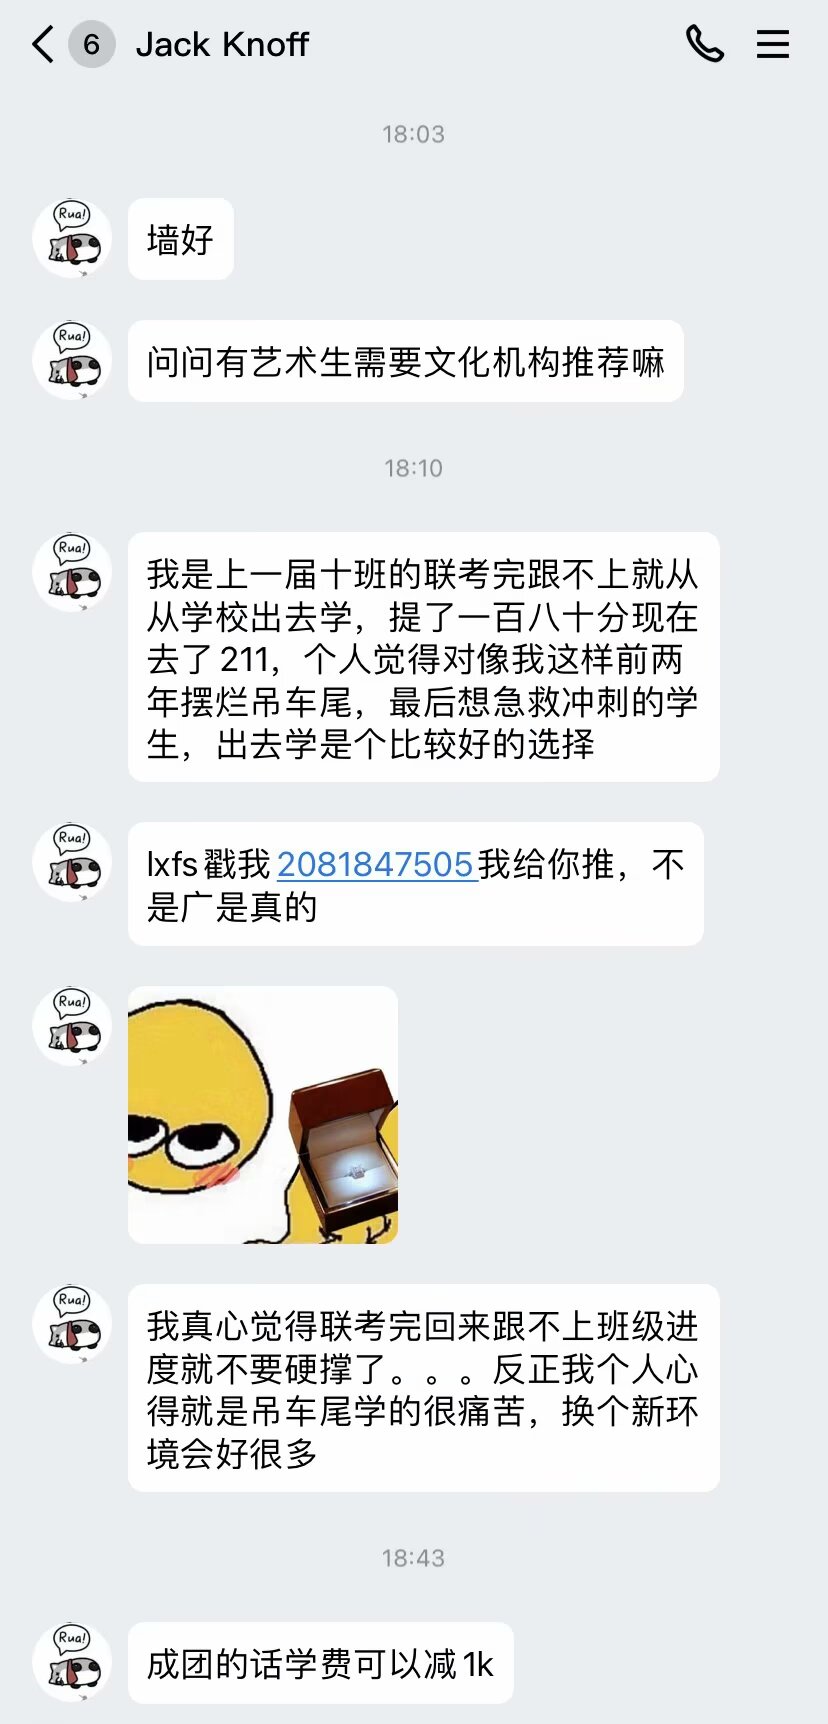 6 Jack Knoff
18:03
Rua!
墙好
Rua!
问问有艺术生需要文化机构推荐嘛
18:10
Rua!
我是上一届十班的联考完跟不上就从
从学校出去学，提了一百八十分现在
去了211，个人觉得对像我这样前两
年摆烂吊车尾，最后想急救冲刺的学
生，出去学是个比较好的选择
Rua!
lxfs戳我2081847505我给你推，不
是广是真的
Rua!
Rua!
我真心觉得联考完回来跟不上班级进
度就不要硬撑了。。。反正我个人心
得就是吊车尾学的很痛苦，换个新环
境会好很多
18:43
Rua!
成团的话学费可以减1k